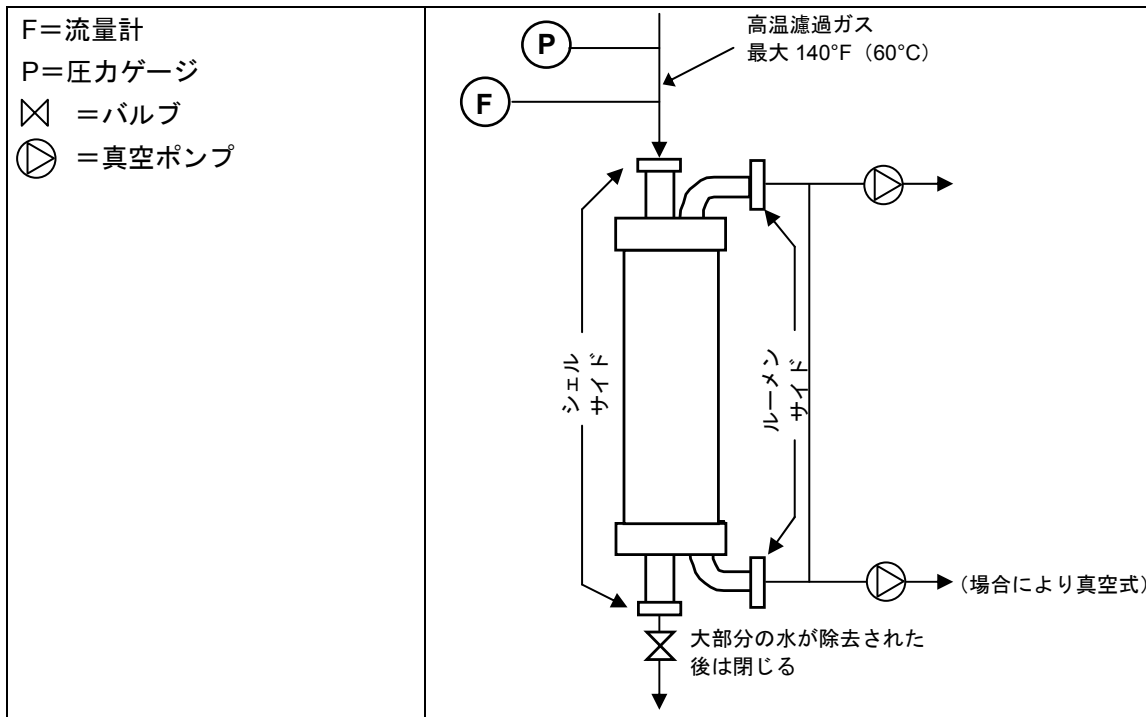 F＝流量計
P＝圧力ゲージ
＝バルブ
＝真空ポンプ
P
高温濾過ガス
最大 140°F（60°C）
F
シェル
サイド
ルーメン
サイド
(場合により真空式)
大部分の水が除去された
後は閉じる